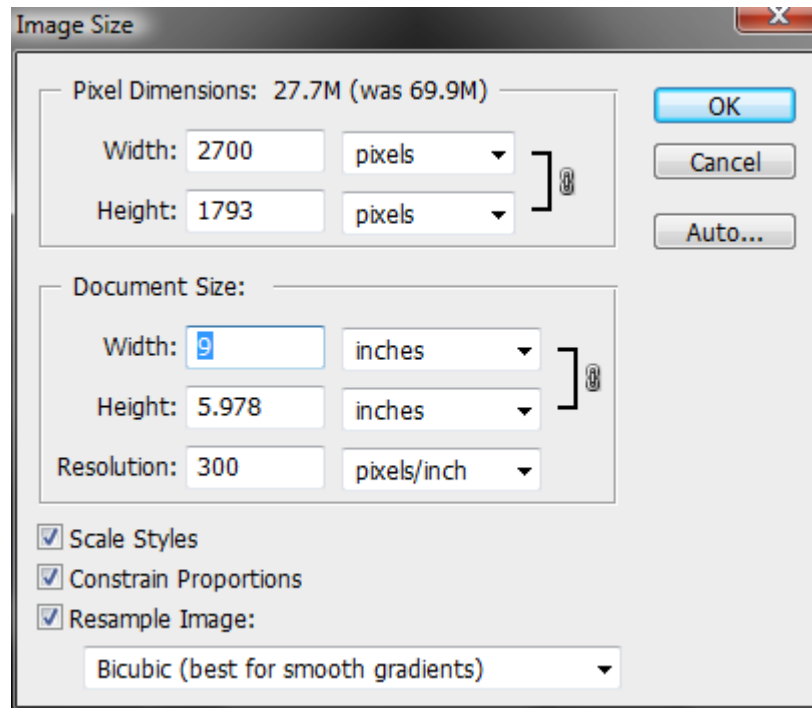 Image Size
X
Pixel Dimensions: 27.7M (was 69.9M)
OK
Width: 2700 pixels
Cancel
Height: 1793 pixels
Auto...
Document Size:
Width: 9 inches
Height: 5.978 inches
Resolution: 300 pixels/inch
Scale Styles
Constrain Proportions
Resample Image:
Bicubic (best for smooth gradients)